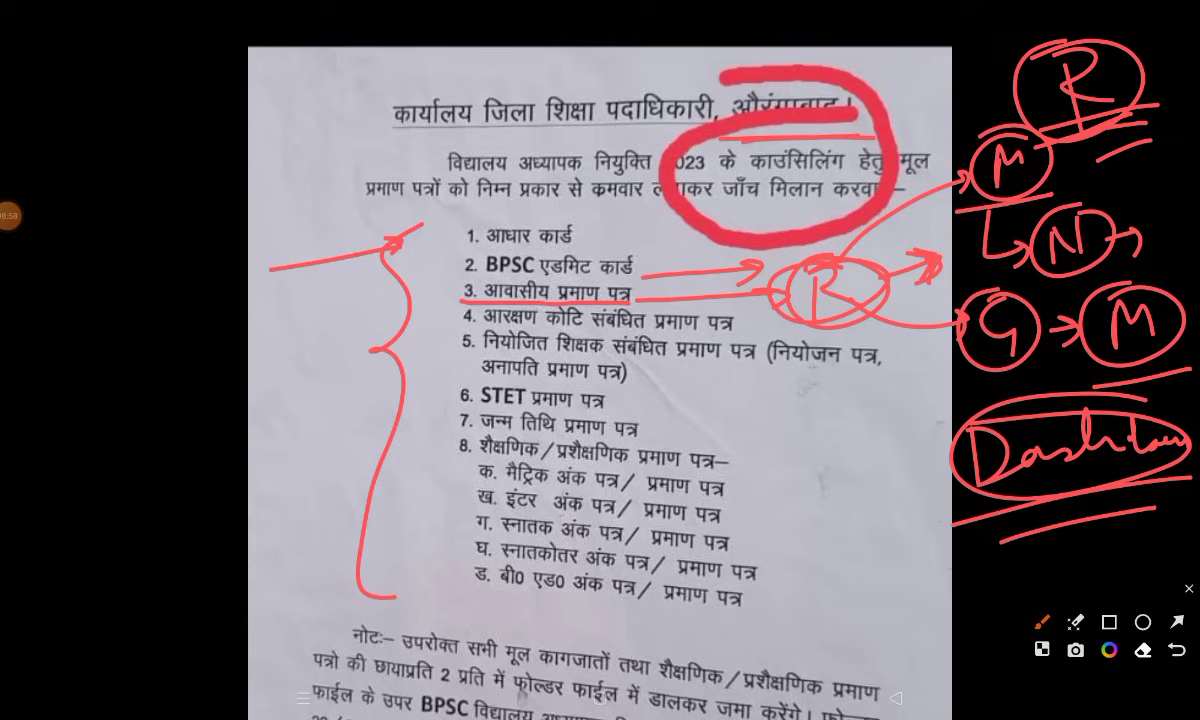 कार्यालय जिला शिक्षा पदाधिकारी, औरंगाबाद।
विद्यालय अध्यापक नियुक्ति 2023 के काउंसिलिंग हेतु मूल
प्रमाण पत्रों को निम्न प्रकार से क्रमवार लगाकर जाँच मिलान करवाएं–
1. आधार कार्ड
2. BPSC एडमिट कार्ड
3. आवासीय प्रमाण पत्र
4. आरक्षण कोटि संबंधित प्रमाण पत्र
5. नियोजित शिक्षक संबंधित प्रमाण पत्र (नियोजन पत्र,
अनापति प्रमाण पत्र)
6. STET प्रमाण पत्र
7. जन्म तिथि प्रमाण पत्र
8. शैक्षणिक/प्रशैक्षणिक प्रमाण पत्र–
क. मैट्रिक अंक पत्र/ प्रमाण पत्र
ख. इंटर अंक पत्र/ प्रमाण पत्र
ग. स्नातक अंक पत्र/ प्रमाण पत्र
घ. स्नातकोतर अंक पत्र/ प्रमाण पत्र
ड. बी0 एड0 अंक पत्र/ प्रमाण पत्र
नोटः– उपरोक्त सभी मूल कागजातों तथा शैक्षणिक/प्रशैक्षणिक प्रमाण
पत्रो की छायाप्रति 2 प्रति में फोल्डर फाईल में डालकर जमा करेंगे।
फाईल के उपर BPSC विद्यालय
R
M
N
R
G
M